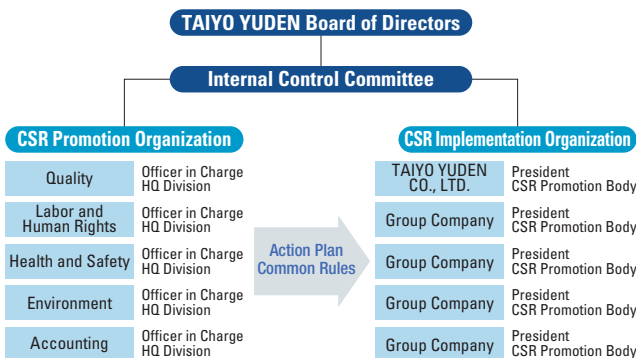 TAIYO YUDEN Board of Directors
Internal Control Committee
CSR Promotion Organization
Quality
Officer in Charge
HQ Division
Labor and
Human Rights
Officer in Charge
HQ Division
Health and Safety
Officer in Charge
HQ Division
Environment
Officer in Charge
HQ Division
Accounting
Officer in Charge
HQ Division
Action Plan
Common Rules
CSR Implementation Organization
TAIYO YUDEN
CO., LTD.
President
CSR Promotion Body
Group Company
President
CSR Promotion Body
Group Company
President
CSR Promotion Body
Group Company
President
CSR Promotion Body
Group Company
President
CSR Promotion Body